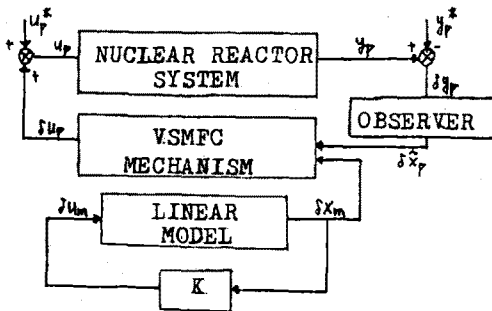 u_p*
y_p*
+
u_p
NUCLEAR REACTOR
SYSTEM
y_p
+
-
+
δy_p
OBSERVER
δu_p
VSMFC
MECHANISM
δx̂_p
δu_m
LINEAR
MODEL
δx_m
K